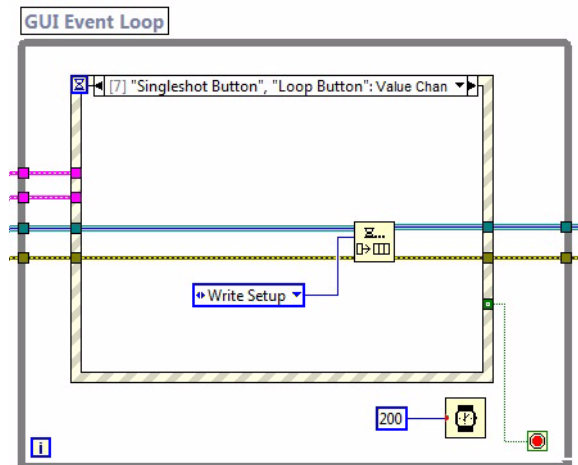 GUI Event Loop
[7] "Singleshot Button", "Loop Button": Value Chan
Write Setup
200
i